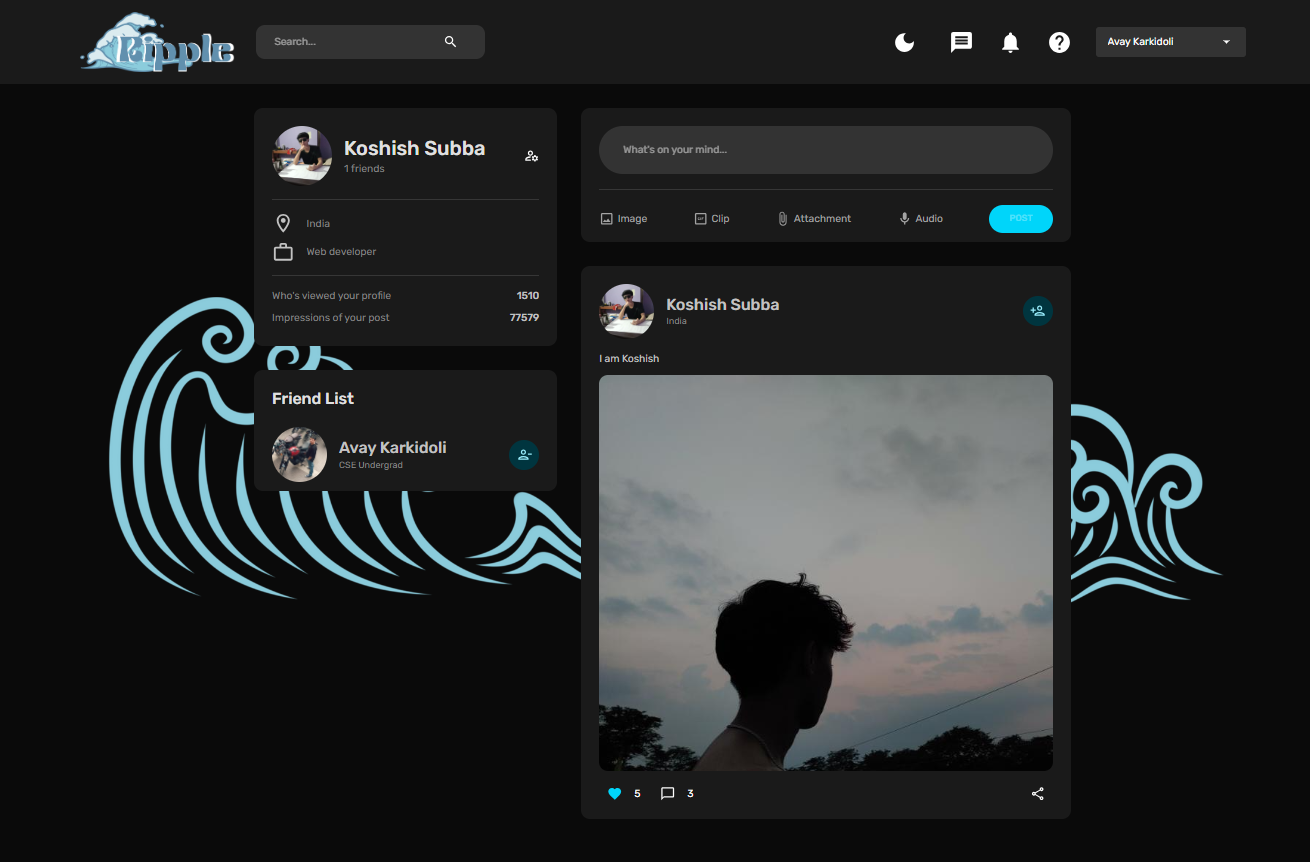 Ripple
Search...
Avay Karkidoli
Koshish Subba
1 friends
India
Web developer
Who's viewed your profile 1510
Impressions of your post 77579
Friend List
Avay Karkidoli
CSE Undergrad
What's on your mind...
Image Clip Attachment Audio POST
Koshish Subba
India
I am Koshish
5 3